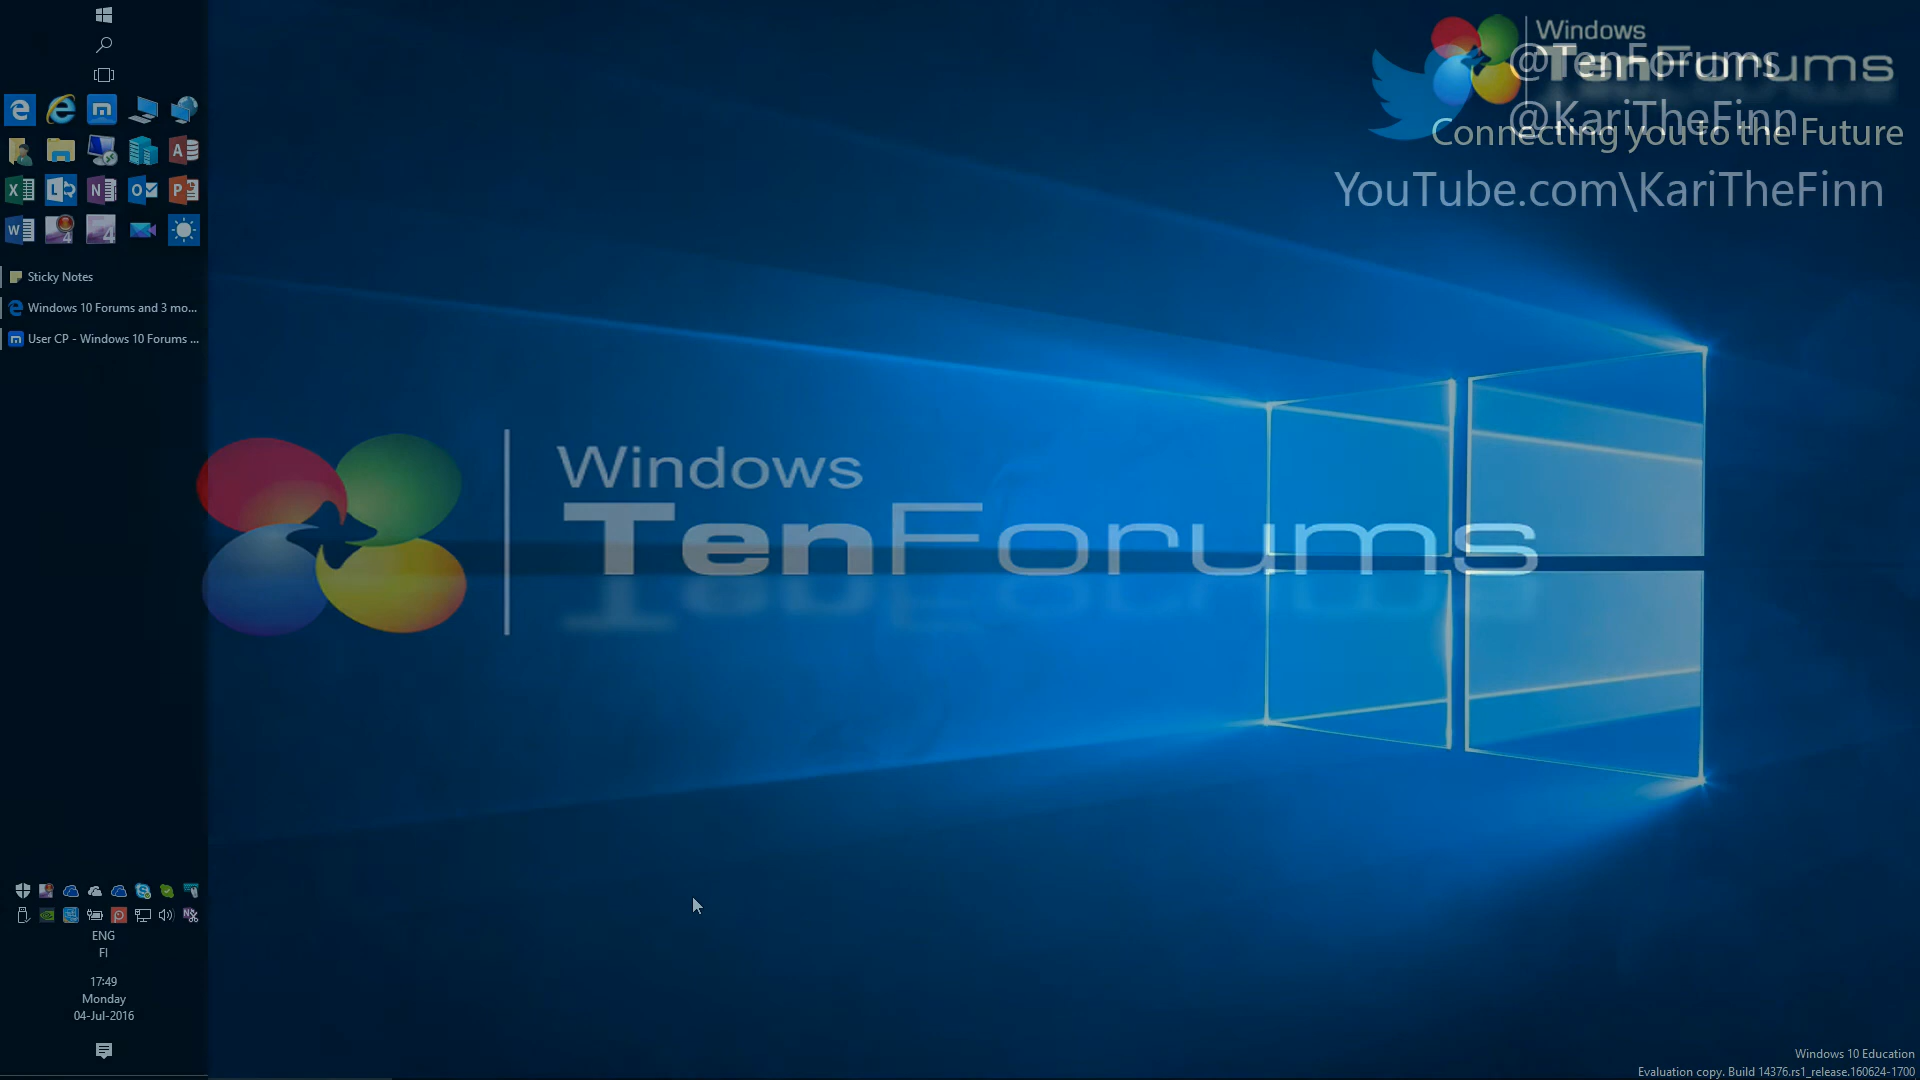 Windows
TenForums
@TenForums
@KariTheFinn
Connecting you to the Future
YouTube.com\KariTheFinn
Sticky Notes
Windows 10 Forums and 3 mo...
User CP - Windows 10 Forums ...
Windows
TenForums
ENG
FI
17:49
Monday
04-Jul-2016
Windows 10 Education
Evaluation copy. Build 14376.rs1_release.160624-1700